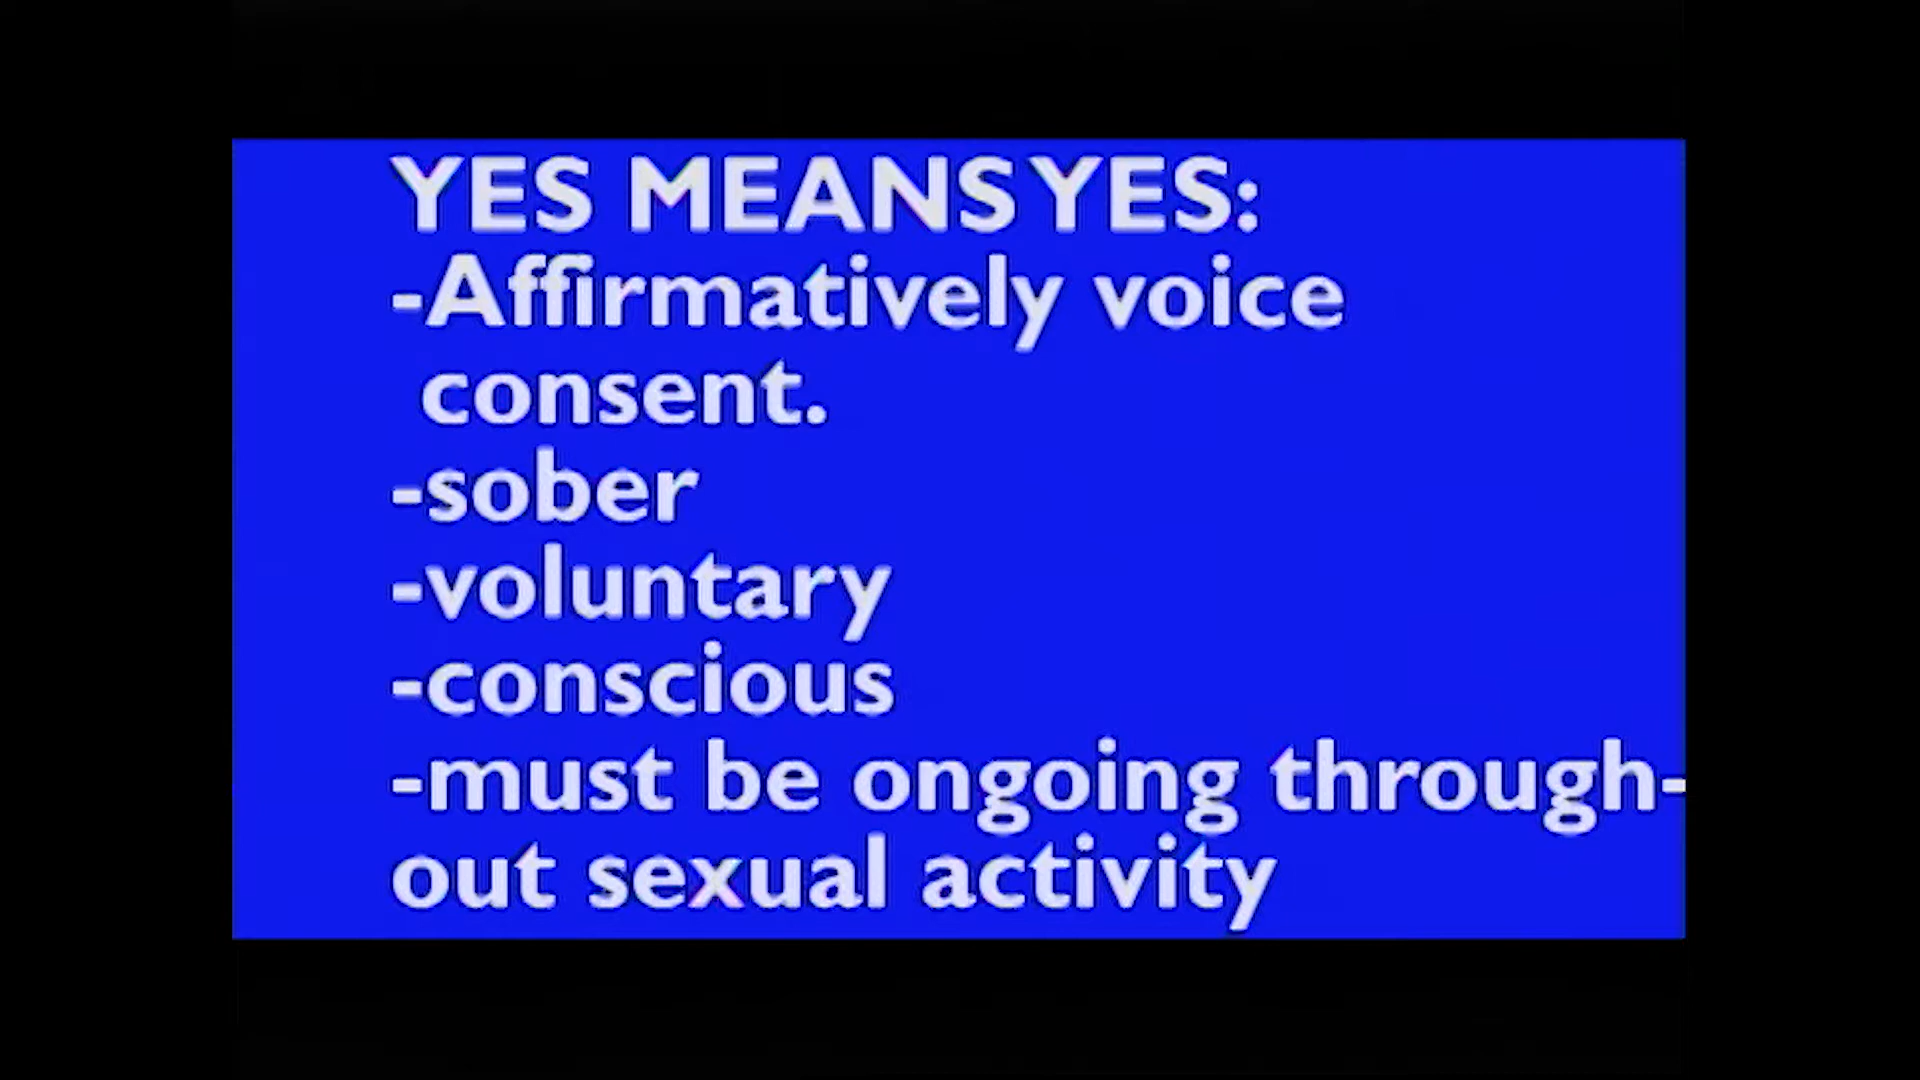 YES MEANS YES:
-Affirmatively voice
consent.
-sober
-voluntary
-conscious
-must be ongoing through-
out sexual activity